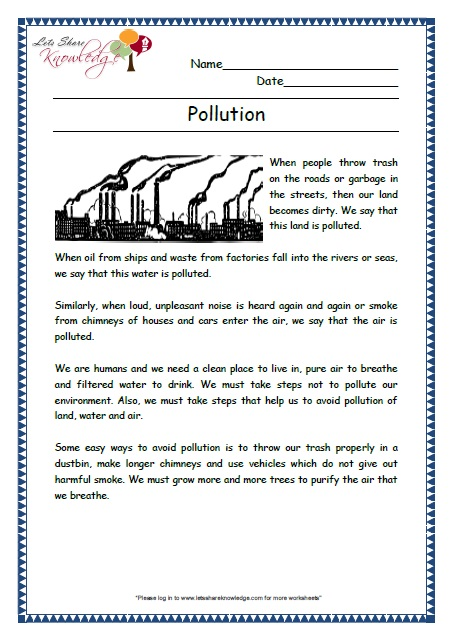 Lets Share
Knowledge
Name____________________________
Date__________________
Pollution
When people throw trash
on the roads or garbage in
the streets, then our land
becomes dirty. We say that
this land is polluted.
When oil from ships and waste from factories fall into the rivers or seas,
we say that this water is polluted.
Similarly, when loud, unpleasant noise is heard again and again or smoke
from chimneys of houses and cars enter the air, we say that the air is
polluted.
We are humans and we need a clean place to live in, pure air to breathe
and filtered water to drink. We must take steps not to pollute our
environment. Also, we must take steps that help us to avoid pollution of
land, water and air.
Some easy ways to avoid pollution is to throw our trash properly in a
dustbin, make longer chimneys and use vehicles which do not give out
harmful smoke. We must grow more and more trees to purify the air that
we breathe.
"Please log in to www.letsshareknowledge.com for more worksheets"